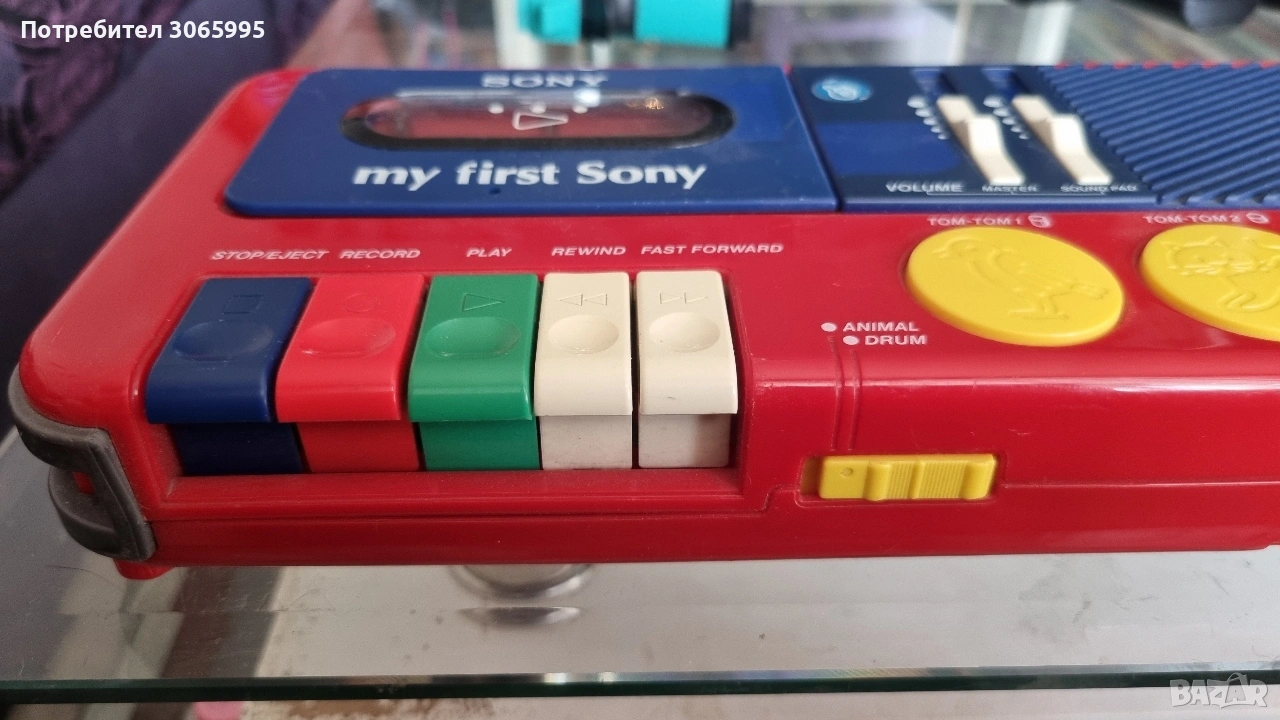 Потребител 3065995
SONY
my first Sony
VOLUME MASTER SOUND PAD
TOM-TOM 1 TOM-TOM 2
STOP/EJECT RECORD PLAY REWIND FAST FORWARD
ANIMAL
DRUM
BAZAR